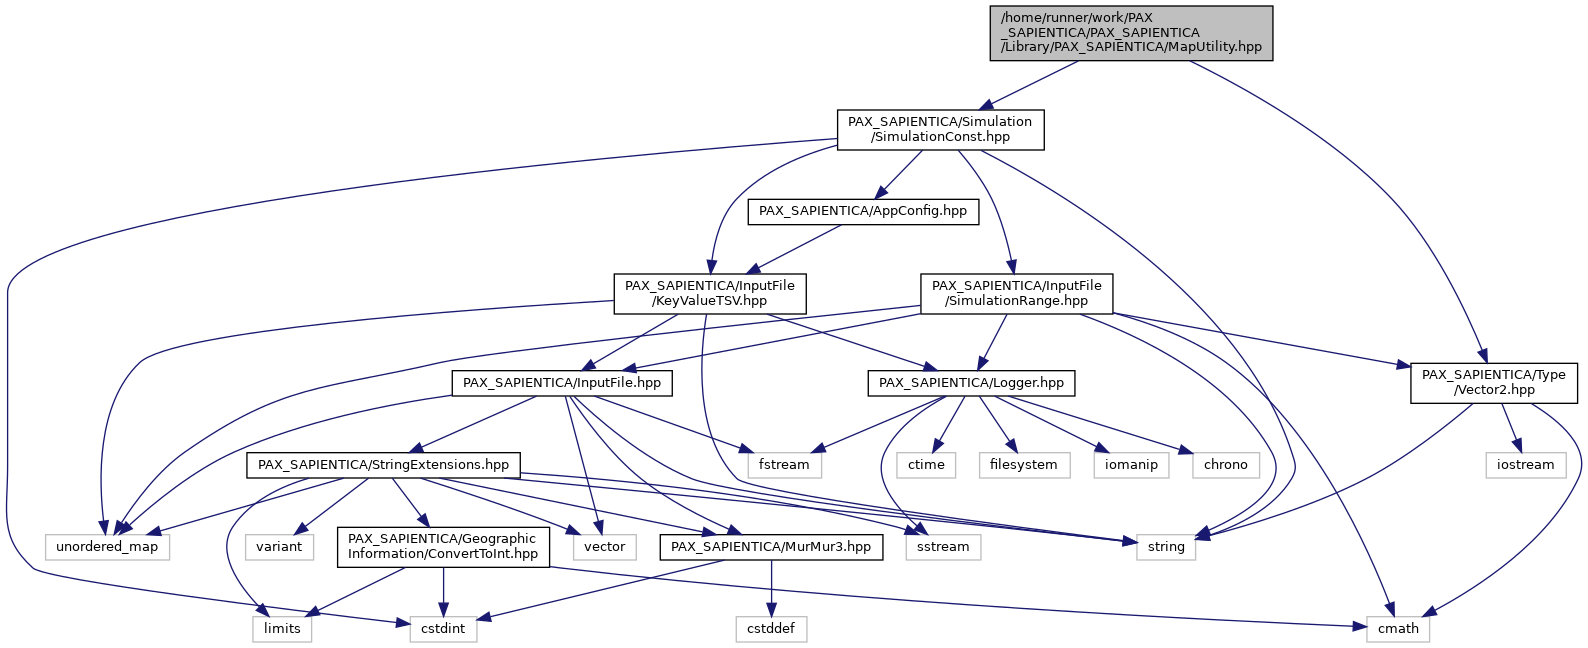 /home/runner/work/PAX
_SAPIENTICA/PAX_SAPIENTICA
/Library/PAX_SAPIENTICA/MapUtility.hpp
PAX_SAPIENTICA/Simulation
/SimulationConst.hpp
PAX_SAPIENTICA/AppConfig.hpp
PAX_SAPIENTICA/InputFile
/KeyValueTSV.hpp
PAX_SAPIENTICA/InputFile
/SimulationRange.hpp
PAX_SAPIENTICA/InputFile.hpp
PAX_SAPIENTICA/Logger.hpp
PAX_SAPIENTICA/Type
/Vector2.hpp
PAX_SAPIENTICA/StringExtensions.hpp
fstream
ctime
filesystem
iomanip
chrono
iostream
unordered_map
variant
PAX_SAPIENTICA/Geographic
Information/ConvertToInt.hpp
vector
PAX_SAPIENTICA/MurMur3.hpp
sstream
string
limits
cstdint
cstddef
cmath